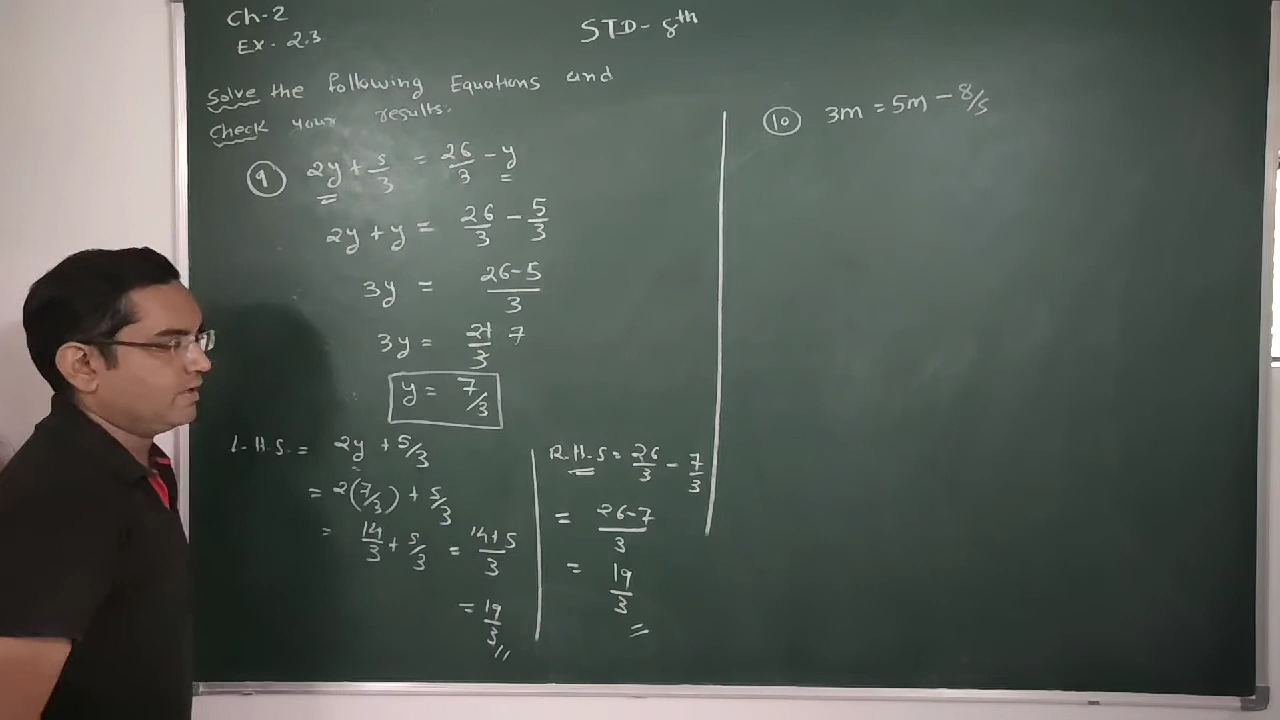 Ch-2
Ex. 2.3
STD- 8th
Solve the following Equations and
Check your results.
9 2y + 5/3 = 26/3 - y
2y + y = 26/3 - 5/3
3y = 26-5/3
3y = 21/3 7
y = 7/3
L.H.S. = 2y + 5/3
= 2(7/3) + 5/3
= 14/3 + 5/3 = 14+5/3
= 19/3
R.H.S = 26/3 - 7/3
= 26-7/3
= 19/3
10 3m = 5m - 8/5